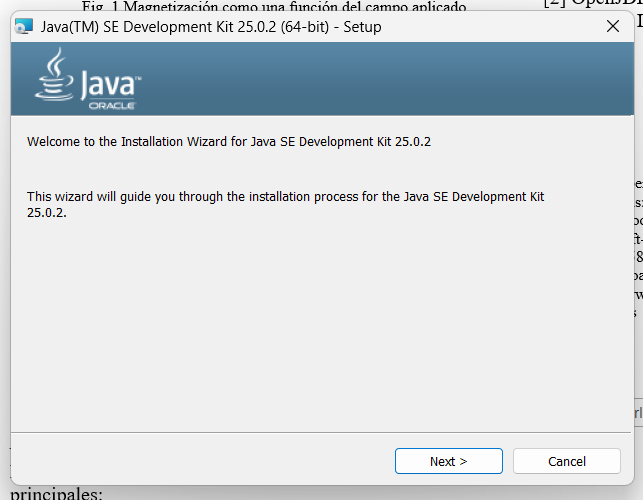 Fig. 1 Magnetización como una función del campo aplicado
[2] OpenJD
Java(TM) SE Development Kit 25.0.2 (64-bit) - Setup
Java™
ORACLE
Welcome to the Installation Wizard for Java SE Development Kit 25.0.2
This wizard will guide you through the installation process for the Java SE Development Kit
25.0.2.
Next >
Cancel
principales: